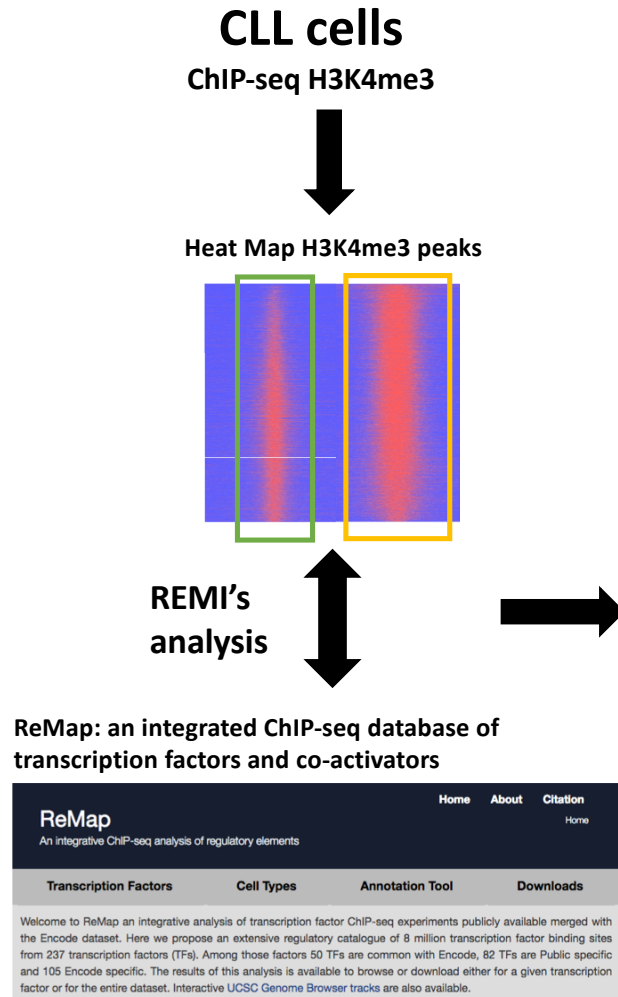 CLL cells
ChIP-seq H3K4me3
Heat Map H3K4me3 peaks
REMI's
analysis
ReMap: an integrated ChIP-seq database of
transcription factors and co-activators
Home About Citation
ReMap
Home
An integrative ChIP-seq analysis of regulatory elements
Transcription Factors Cell Types Annotation Tool Downloads
Welcome to ReMap an integrative analysis of transcription factor ChIP-seq experiments publicly available merged with
the Encode dataset. Here we propose an extensive regulatory catalogue of 8 million transcription factor binding sites
from 237 transcription factors (TFs). Among those factors 50 TFs are common with Encode, 82 TFs are Public specific
and 105 Encode specific. The results of this analysis is available to browse or download either for a given transcription
factor or for the entire dataset. Interactive UCSC Genome Browser tracks are also available.